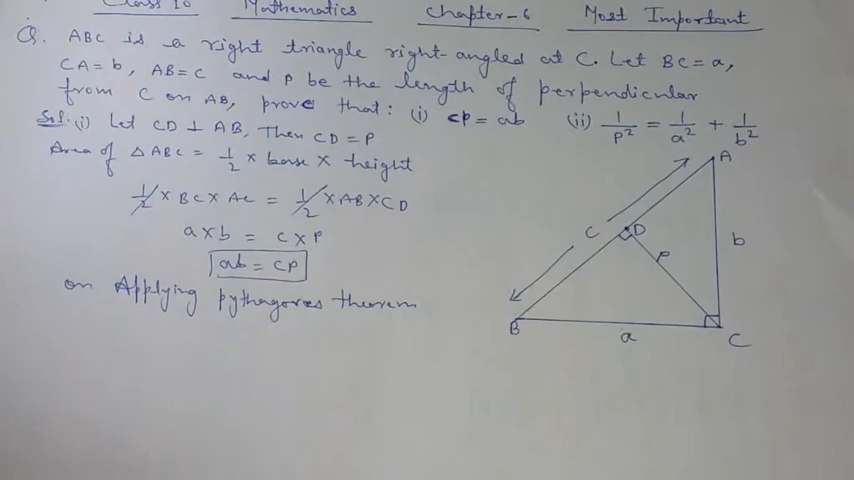 Class 10 Mathematics Chapter-6 Most Important
Q. ABC is a right triangle right-angled at C. Let BC = a,
CA = b, AB = c and p be the length of perpendicular
from C on AB, prove that: (i) cp = ab (ii) 1/p² = 1/a² + 1/b²
Sol. (i) Let CD ⊥ AB, Then CD = P
Area of △ABC = 1/2 × base × height
1/2 × BC × AC = 1/2 × AB × CD
a × b = c × P
ab = cp
on Applying pythagores theorem
A
C
D
b
P
B
a
C